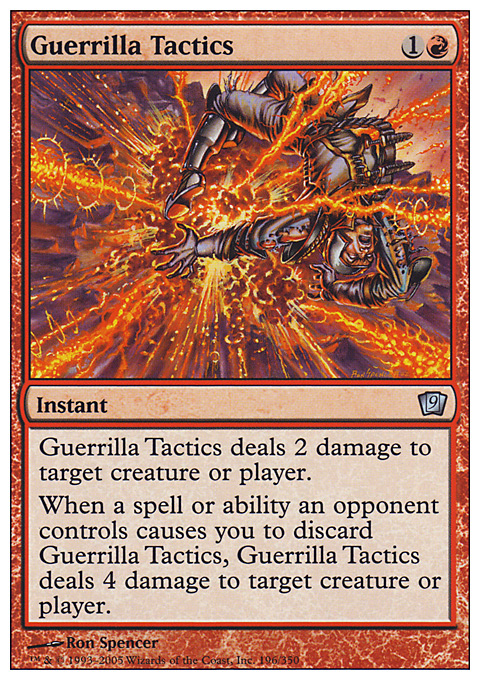 Guerrilla Tactics 1
Instant 9
Guerrilla Tactics deals 2 damage to
target creature or player.
When a spell or ability an opponent
controls causes you to discard
Guerrilla Tactics, Guerrilla Tactics
deals 4 damage to target creature or
player.
Ron Spencer
™ & © 1993-2005 Wizards of the Coast, Inc. 196/350